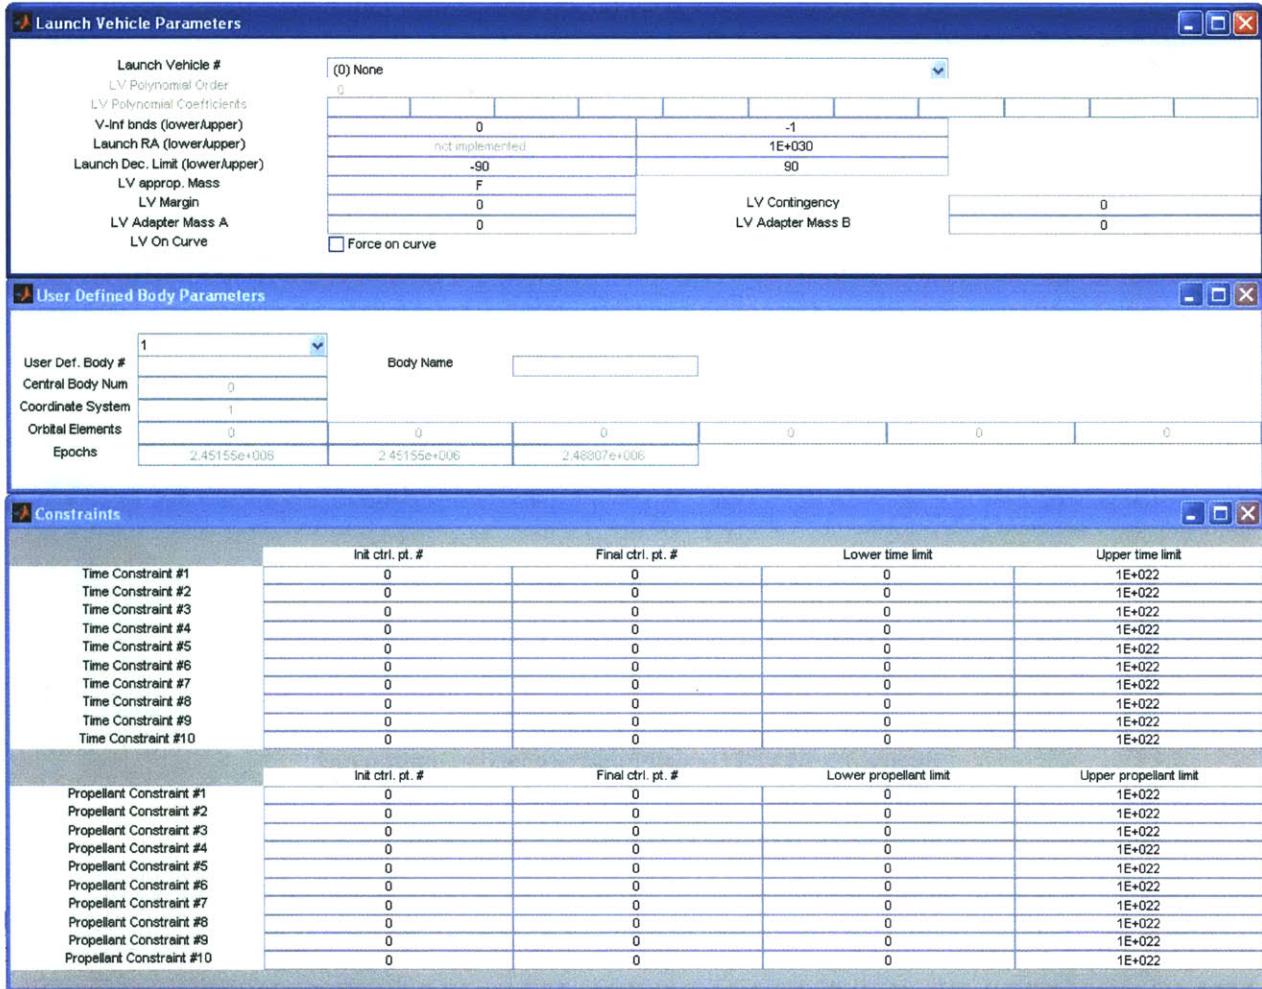 Launch Vehicle Parameters
Launch Vehicle # (0) None
LV Polynomial Order 0
LV Polynomial Coefficients
V-Inf bnds (lower/upper) 0 -1
Launch RA (lower/upper) not implemented 1E+030
Launch Dec. Limit (lower/upper) -90 90
LV approp. Mass F
LV Margin 0 LV Contingency 0
LV Adapter Mass A 0 LV Adapter Mass B 0
LV On Curve Force on curve
User Defined Body Parameters
1
User Def. Body # Body Name
Central Body Num 0
Coordinate System 1
Orbital Elements 0 0 0 0 0 0
Epochs 2.45155e+006 2.45155e+006 2.48807e+006
Constraints
Init ctrl. pt. # Final ctrl. pt. # Lower time limit Upper time limit
Time Constraint #1 0 0 0 1E+022
Time Constraint #2 0 0 0 1E+022
Time Constraint #3 0 0 0 1E+022
Time Constraint #4 0 0 0 1E+022
Time Constraint #5 0 0 0 1E+022
Time Constraint #6 0 0 0 1E+022
Time Constraint #7 0 0 0 1E+022
Time Constraint #8 0 0 0 1E+022
Time Constraint #9 0 0 0 1E+022
Time Constraint #10 0 0 0 1E+022
Init ctrl. pt. # Final ctrl. pt. # Lower propellant limit Upper propellant limit
Propellant Constraint #1 0 0 0 1E+022
Propellant Constraint #2 0 0 0 1E+022
Propellant Constraint #3 0 0 0 1E+022
Propellant Constraint #4 0 0 0 1E+022
Propellant Constraint #5 0 0 0 1E+022
Propellant Constraint #6 0 0 0 1E+022
Propellant Constraint #7 0 0 0 1E+022
Propellant Constraint #8 0 0 0 1E+022
Propellant Constraint #9 0 0 0 1E+022
Propellant Constraint #10 0 0 0 1E+022